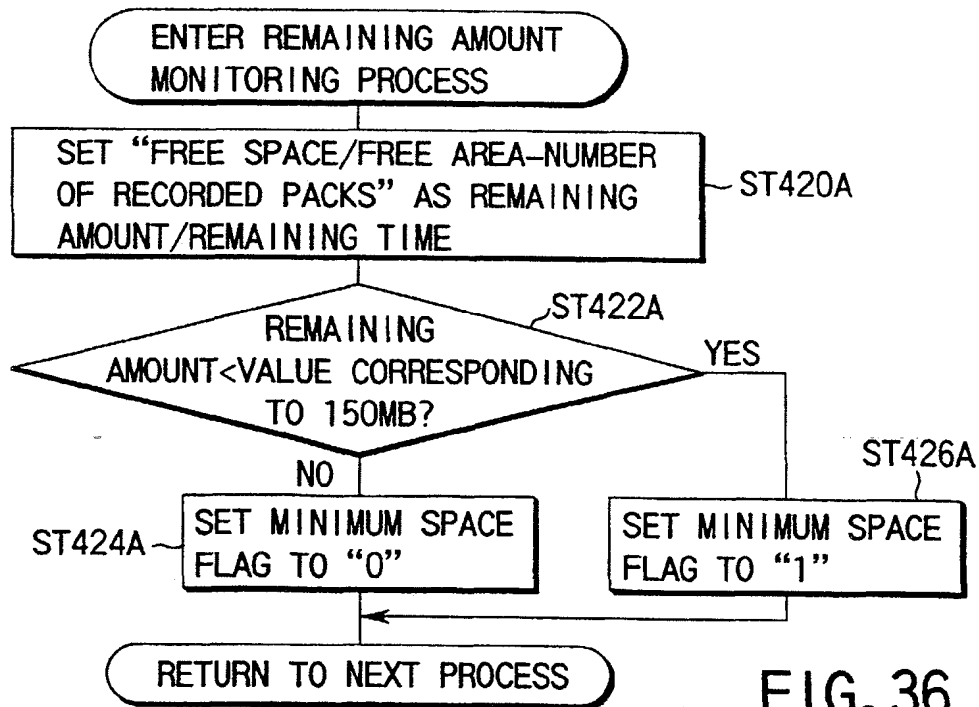 ENTER REMAINING AMOUNT
MONITORING PROCESS
SET “FREE SPACE/FREE AREA-NUMBER
OF RECORDED PACKS” AS REMAINING
AMOUNT/REMAINING TIME
ST420A
ST422A
REMAINING
AMOUNT<VALUE CORRESPONDING
TO 150MB?
YES
NO
ST426A
ST424A
SET MINIMUM SPACE
FLAG TO “0”
SET MINIMUM SPACE
FLAG TO “1”
RETURN TO NEXT PROCESS
FIG. 36